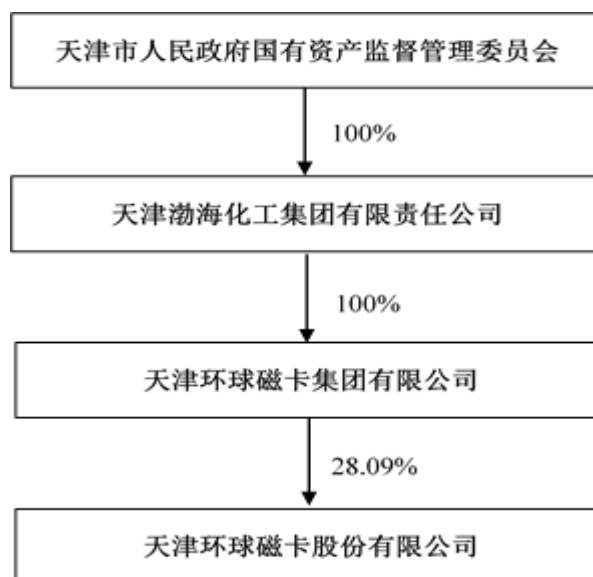 天津市人民政府国有资产监督管理委员会
100%
天津渤海化工集团有限责任公司
100%
天津环球磁卡集团有限公司
28.09%
天津环球磁卡股份有限公司